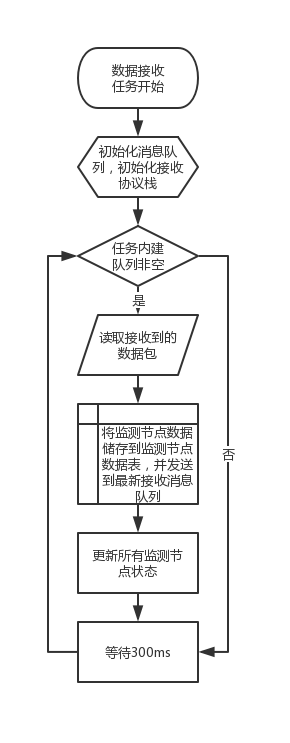 数据接收
任务开始
初始化消息队
列，初始化接收
协议栈
任务内建
队列非空
是
读取接收到的
数据包
将监测节点数据
储存到监测节点
数据表，并发送
到最新接收消息
队列
否
更新所有监测节
点状态
等待300ms